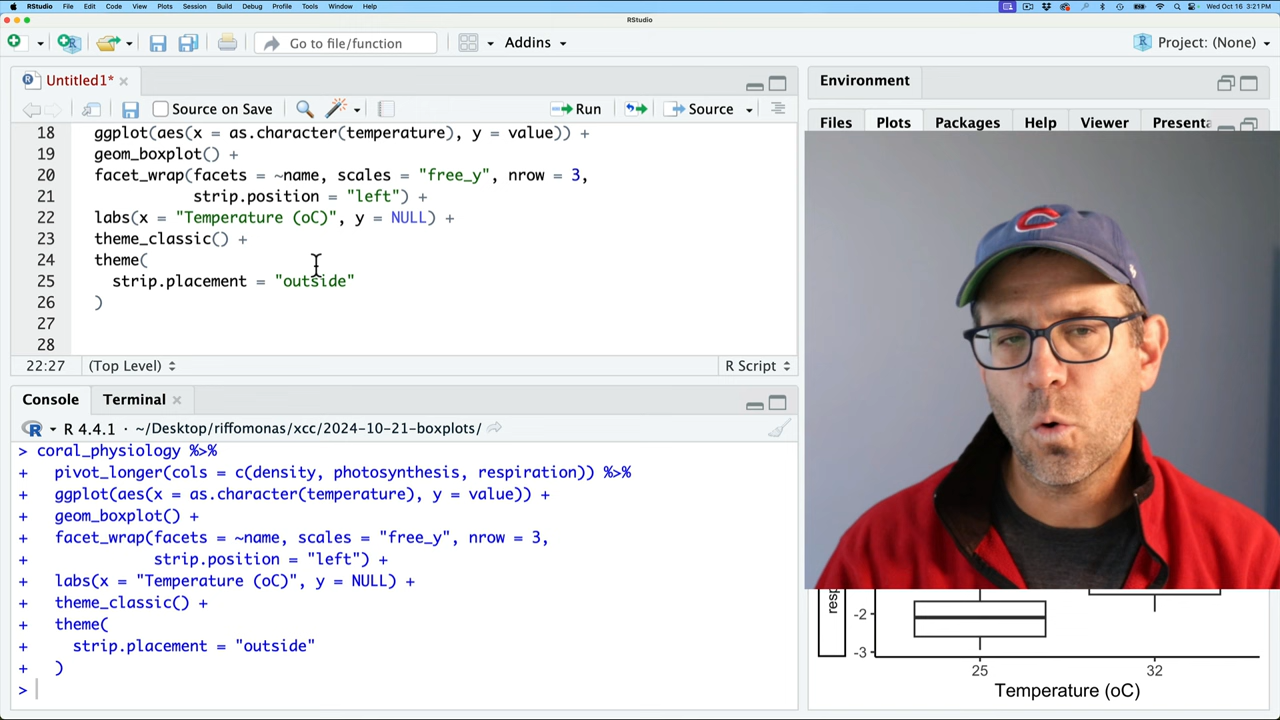 RStudio File Edit Code View Plots Session Build Debug Profile Tools Window Help Wed Oct 16 3:21PM
RStudio
Go to file/function Addins Project: (None)
Untitled1*
Source on Save Run Source
18 ggplot(aes(x = as.character(temperature), y = value)) +
19 geom_boxplot() +
20 facet_wrap(facets = ~name, scales = "free_y", nrow = 3,
21 strip.position = "left") +
22 labs(x = "Temperature (oC)", y = NULL) +
23 theme_classic() +
24 theme(
25 strip.placement = "outside"
26 )
27
28
22:27 (Top Level) R Script
Console Terminal
R 4.4.1 · ~/Desktop/riffomonas/xcc/2024-10-21-boxplots/
> coral_physiology %>%
+ pivot_longer(cols = c(density, photosynthesis, respiration)) %>%
+ ggplot(aes(x = as.character(temperature), y = value)) +
+ geom_boxplot() +
+ facet_wrap(facets = ~name, scales = "free_y", nrow = 3,
+ strip.position = "left") +
+ labs(x = "Temperature (oC)", y = NULL) +
+ theme_classic() +
+ theme(
+ strip.placement = "outside"
+ )
>
Environment
Files Plots Packages Help Viewer Presenta
C
resp
-2
-3
25 32
Temperature (oC)